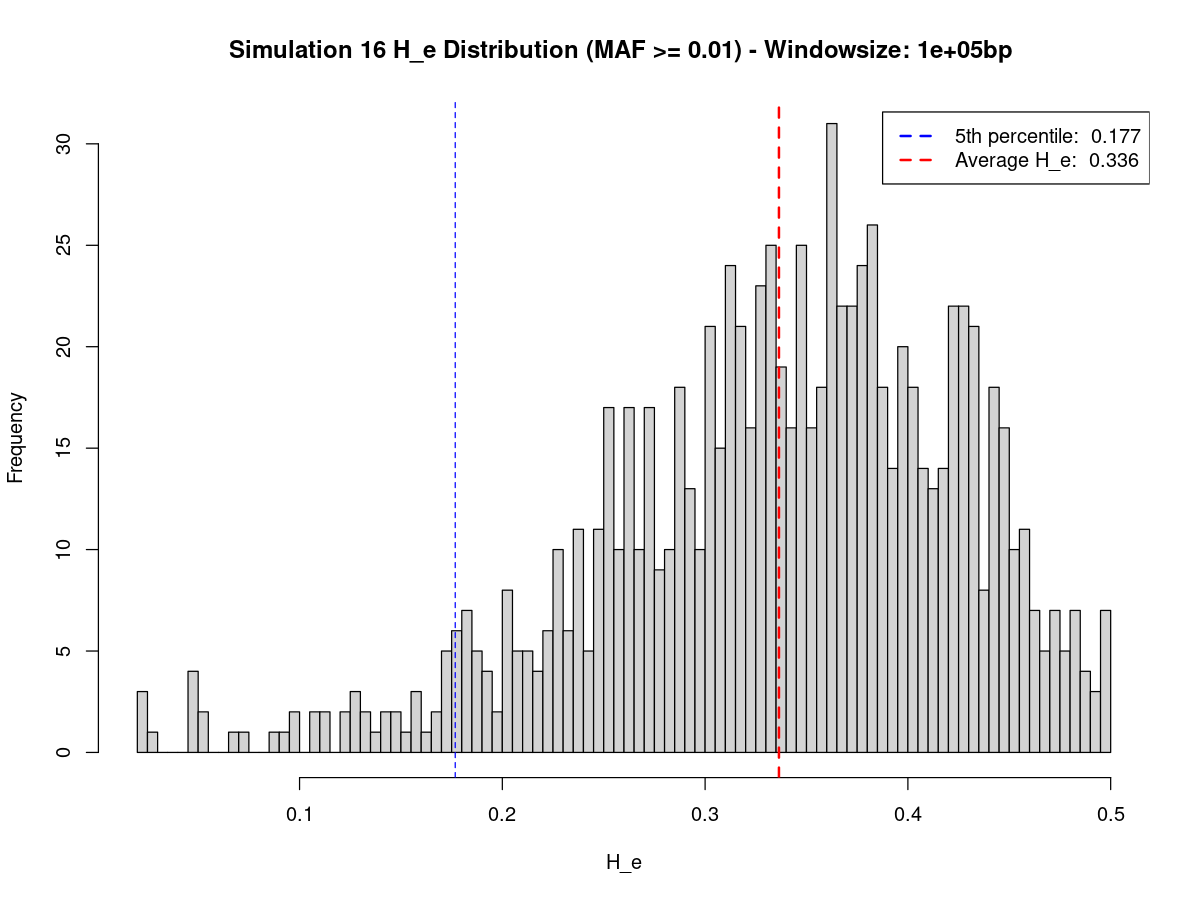 Simulation 16 H_e Distribution (MAF >= 0.01) - Windowsize: 1e+05bp
5th percentile: 0.177
Average H_e: 0.336
Frequency
30
25
20
15
10
5
0
0.1 0.2 0.3 0.4 0.5
H_e